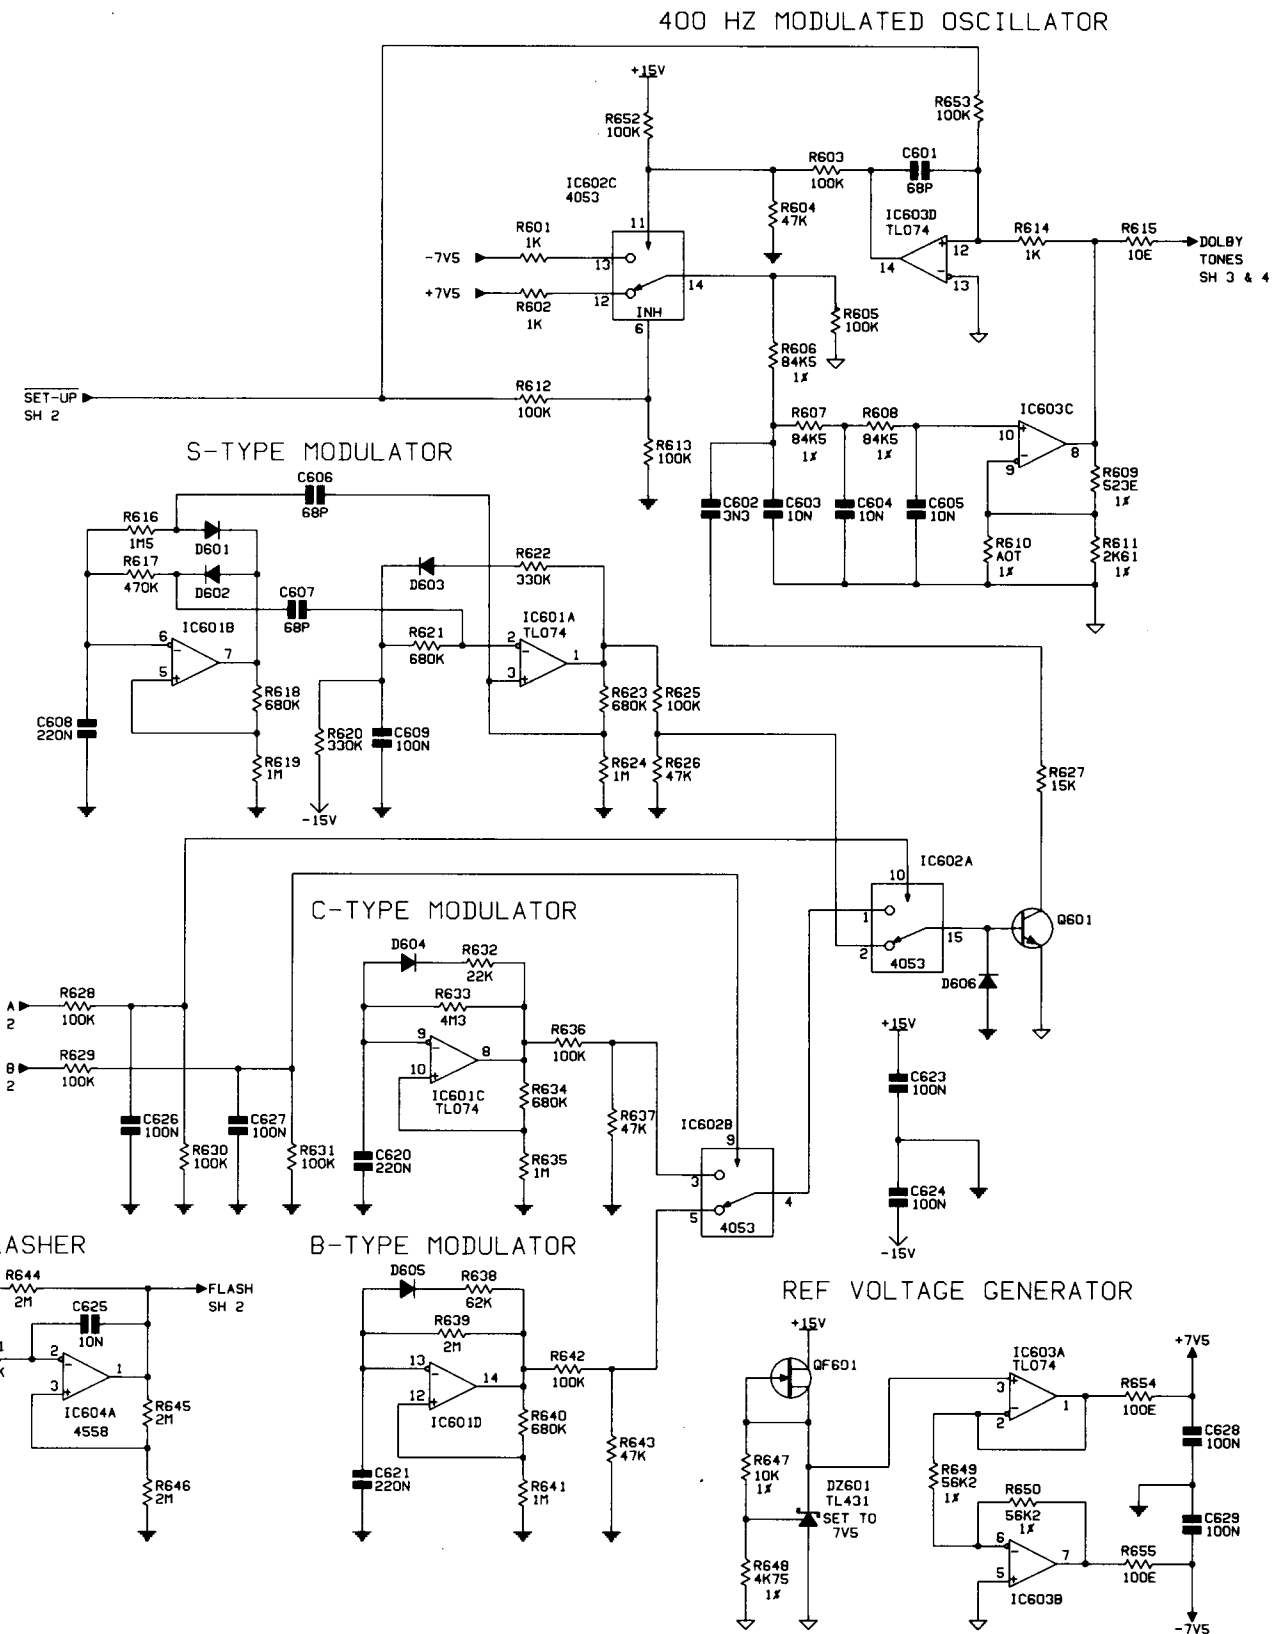 400 HZ MODULATED OSCILLATOR
+15V
R652
100K
R653
100K
R603
100K
C601
68P
IC602C
4053
R604
47K
IC603D
TL074
R601
1K
11
12
R614
1K
R615
10E
DOLBY
TONES
SH 3 & 4
-7V5
13
14
14
13
+7V5
12
R602
1K
INH
6
R605
100K
R606
84K5
1%
SET-UP
SH 2
R612
100K
IC603C
R607
84K5
1%
R608
84K5
1%
10
9
8
R613
100K
S-TYPE MODULATOR
C606
68P
R609
523E
1%
C602
3N3
C603
10N
C604
10N
C605
10N
R616
1M5
D601
R610
AOT
1%
R611
2K61
1%
R617
470K
D602
D603
R622
330K
C607
68P
IC601B
IC601A
TL074
6
7
5
R621
680K
2
1
3
R618
680K
R623
680K
R625
100K
C608
220N
R620
330K
C609
100N
R619
1M
R624
1M
R626
47K
R627
15K
-15V
IC602A
10
C-TYPE MODULATOR
1
15
2
4053
Q601
D604
R632
22K
D606
A
2
R628
100K
R633
4M3
B
2
R629
100K
9
8
10
R636
100K
+15V
IC601C
TL074
R634
680K
C623
100N
C626
100N
C627
100N
R637
47K
IC602B
9
R630
100K
R631
100K
C620
220N
R635
1M
3
4
5
4053
C624
100N
-15V
LASHER
B-TYPE MODULATOR
R644
2M
FLASH
SH 2
D605
R638
62K
REF VOLTAGE GENERATOR
C625
10N
R639
2M
+15V
+7V5
1
K
2
1
3
13
14
12
R642
100K
QF601
IC603A
TL074
3
1
2
R654
100E
IC604A
4558
R645
2M
IC601D
R640
680K
R643
47K
C628
100N
R646
2M
C621
220N
R641
1M
R647
10K
1%
DZ601
TL431
SET TO
7V5
R649
56K2
1%
R650
56K2
1%
C629
100N
6
7
5
R655
100E
R648
4K75
1%
IC603B
-7V5